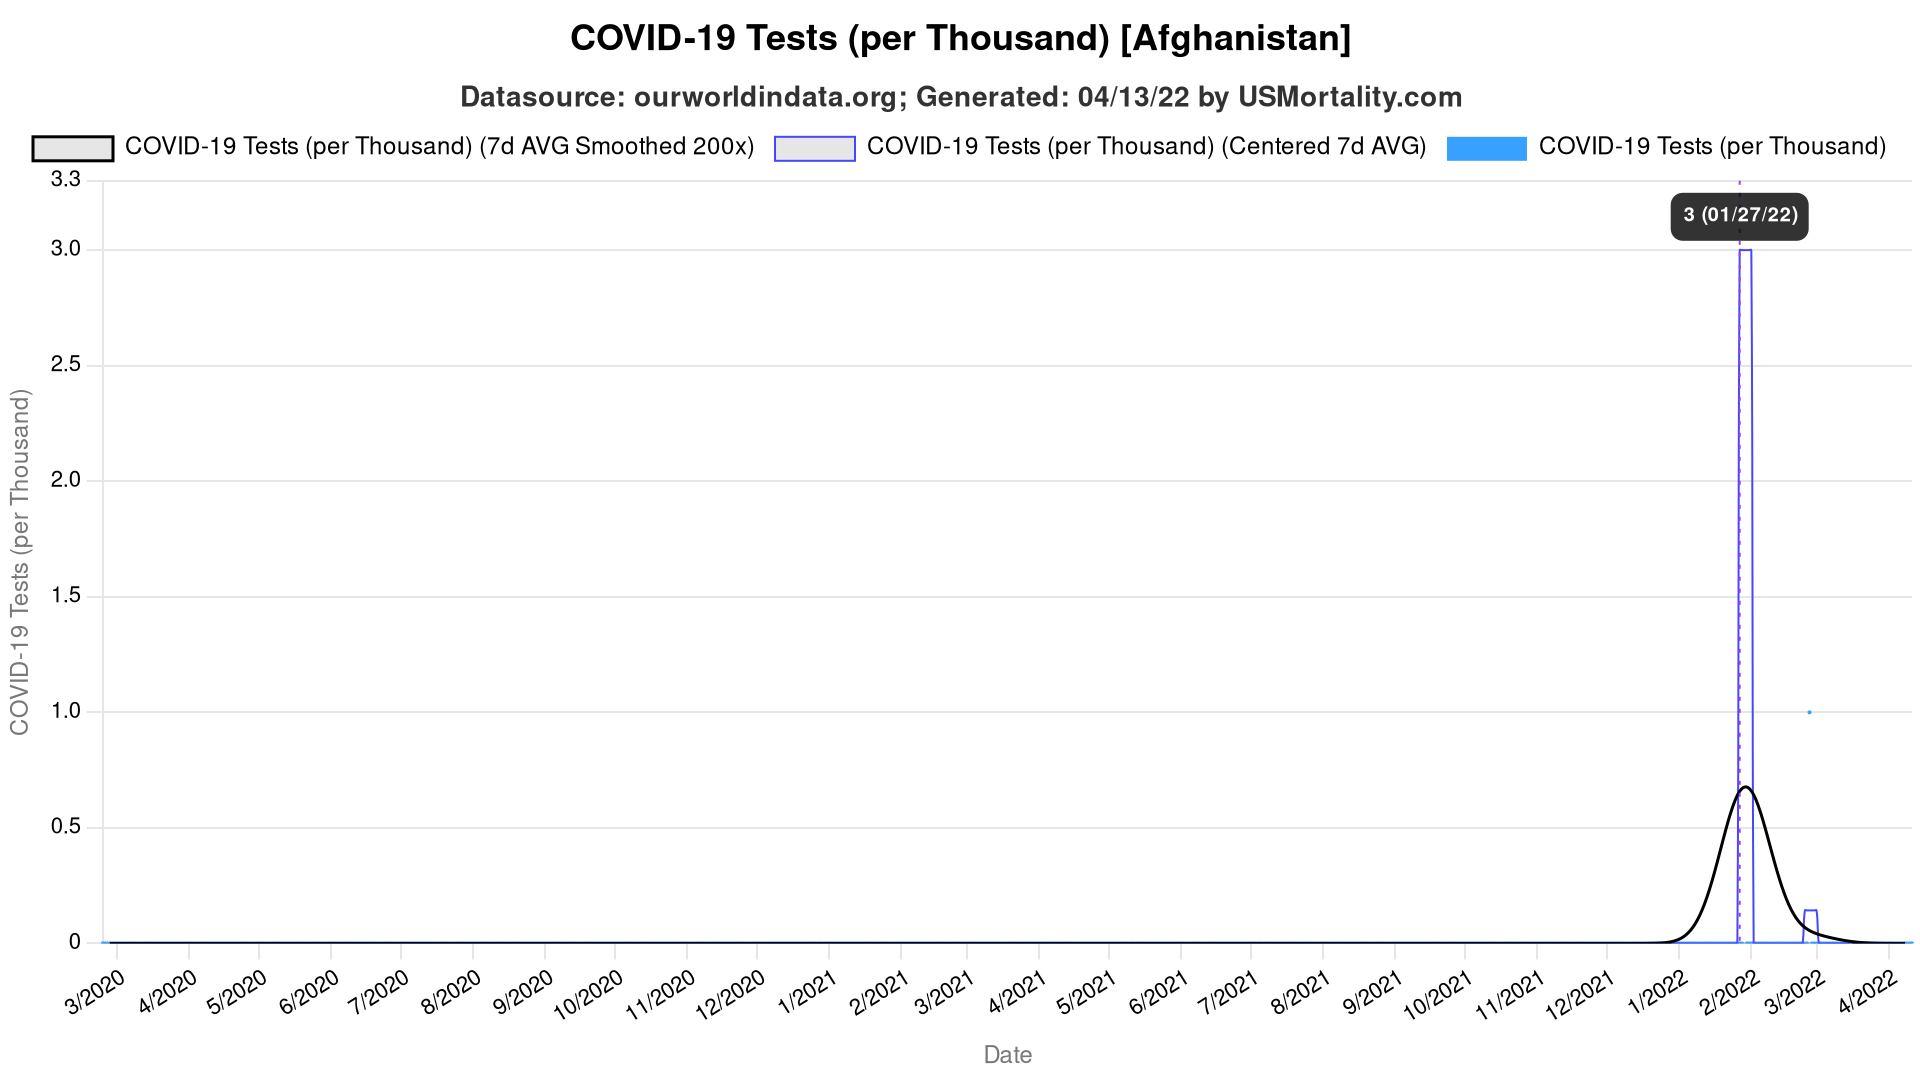 COVID-19 Tests (per Thousand) [Afghanistan]
Datasource: ourworldindata.org; Generated: 04/13/22 by USMortality.com
COVID-19 Tests (per Thousand) (7d AVG Smoothed 200x) COVID-19 Tests (per Thousand) (Centered 7d AVG) COVID-19 Tests (per Thousand)
3.3
3 (01/27/22)
3.0
2.5
2.0
1.5
1.0
0.5
0
COVID-19 Tests (per Thousand)
3/2020 4/2020 5/2020 6/2020 7/2020 8/2020 9/2020 10/2020 11/2020 12/2020 1/2021 2/2021 3/2021 4/2021 5/2021 6/2021 7/2021 8/2021 9/2021 10/2021 11/2021 12/2021 1/2022 2/2022 3/2022 4/2022
Date